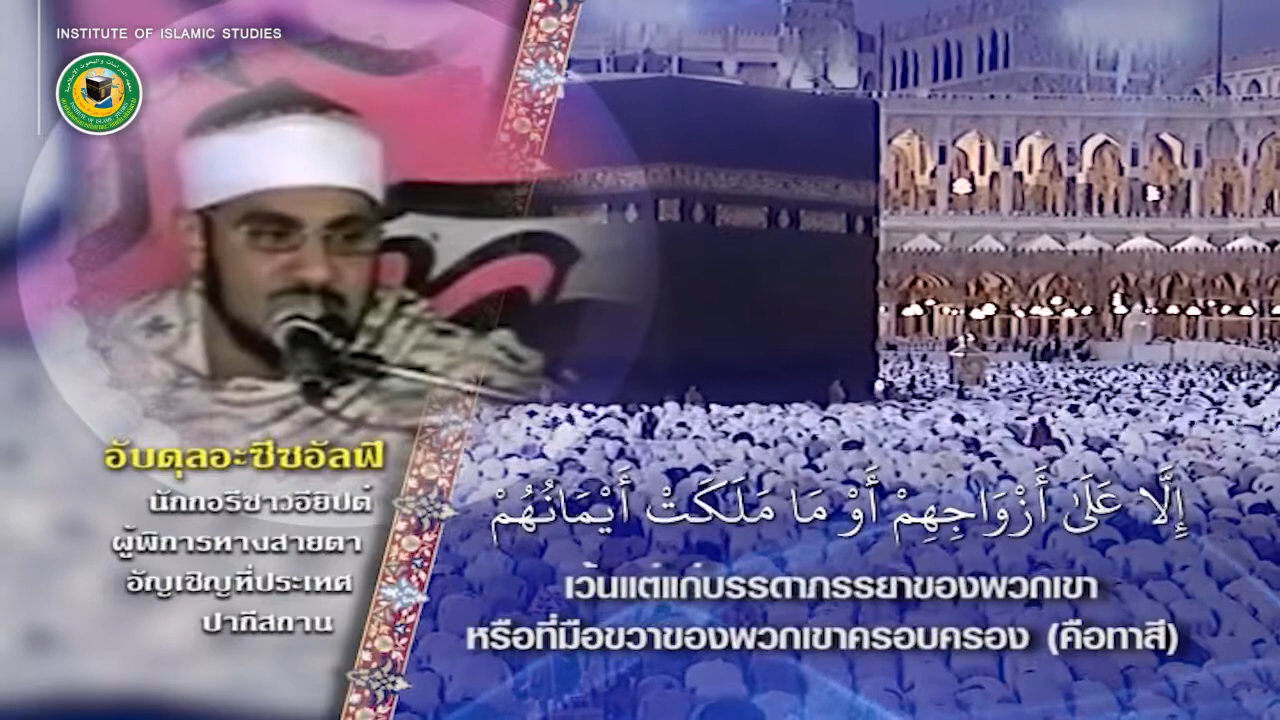 INSTITUTE OF ISLAMIC STUDIES
อับดุลอะซีซอัลฟิ
นักกอรีชาวอียิปต์
ผู้พิการทางสายตา
อัญเชิญที่ประเทศ
ปากีสถาน
إِلَّا عَلَىٰ أَزْوَاجِهِمْ أَوْ مَا مَلَكَتْ أَيْمَانُهُمْ
เว้นแต่แก่บรรดาภรรยาของพวกเขา
หรือที่มือขวาของพวกเขาครอบครอง (คือทาสี)